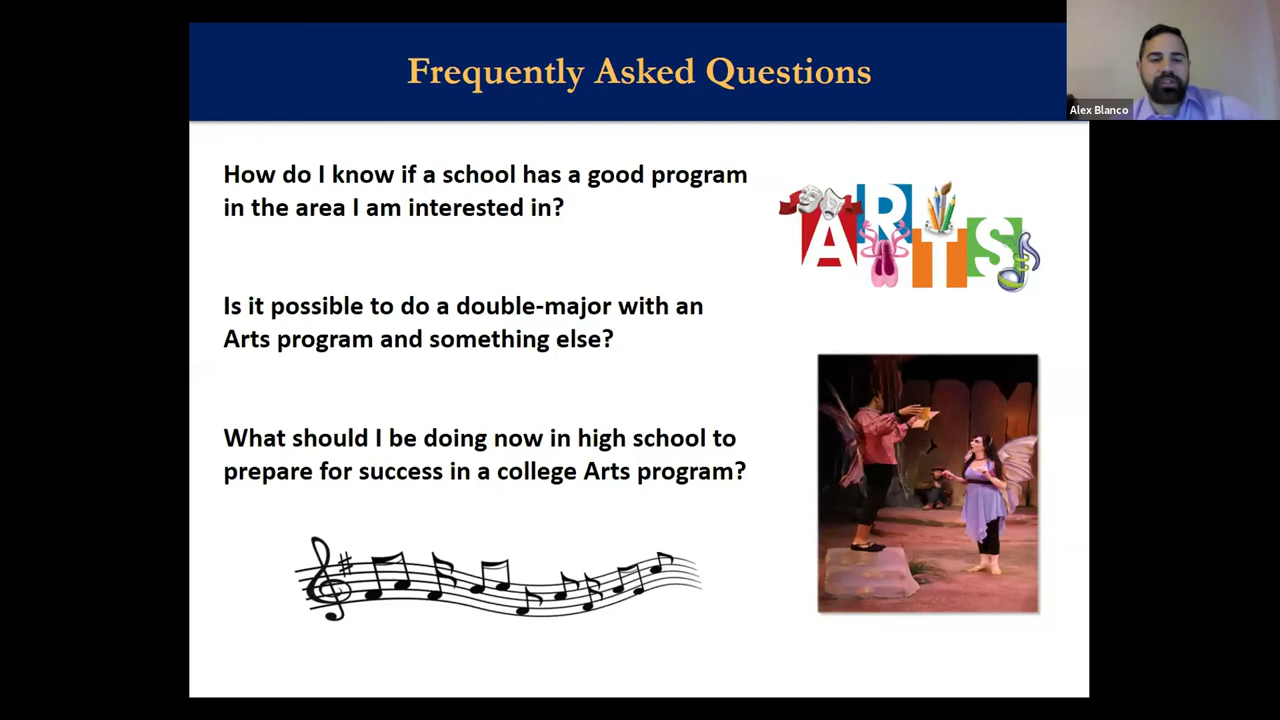 Frequently Asked Questions
Alex Blanco
How do I know if a school has a good program
in the area I am interested in?
ARTS
Is it possible to do a double-major with an
Arts program and something else?
What should I be doing now in high school to
prepare for success in a college Arts program?